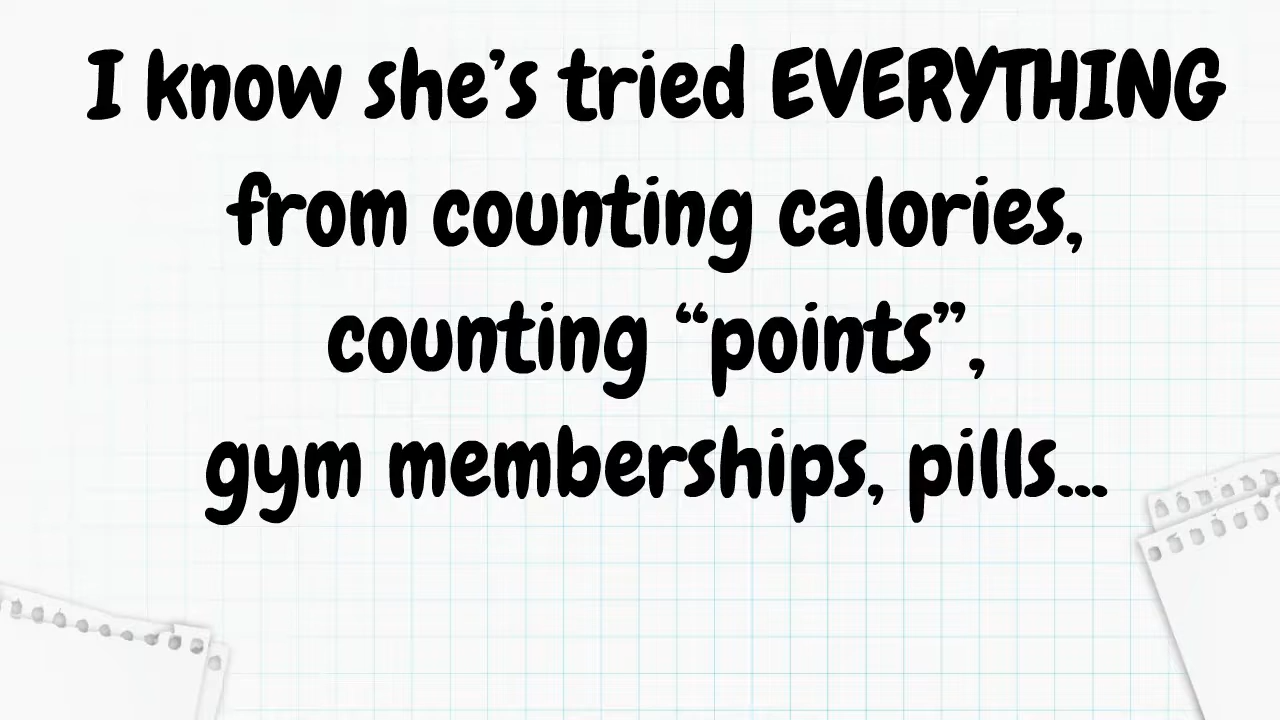 I know she’s tried EVERYTHING
from counting calories,
counting “points”,
gym memberships, pills...